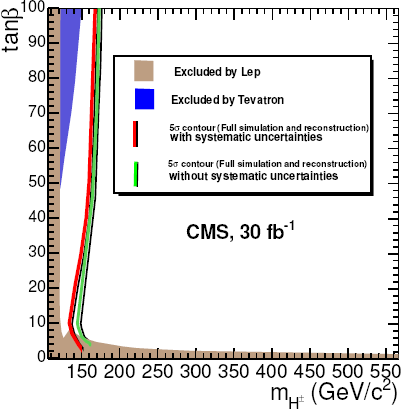 tanβ
100
90
80
70
60
50
40
30
20
10
0
Excluded by Lep
Excluded by Tevatron
5σ contour (Full simulation and reconstruction)
with systematic uncertainties
5σ contour (Full simulation and reconstruction)
without systematic uncertainties
CMS, 30 fb⁻¹
150 200 250 300 350 400 450 500 550
m_H± (GeV/c²)